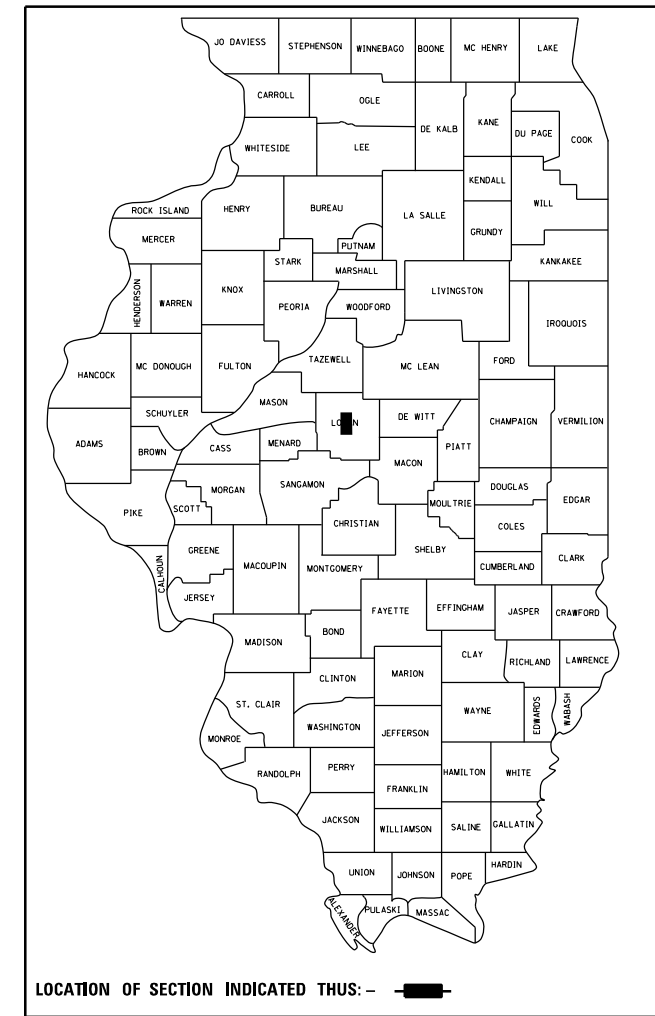 JO DAVIESS STEPHENSON WINNEBAGO BOONE MC HENRY LAKE
CARROLL OGLE DE KALB KANE DU PAGE COOK
WHITESIDE LEE
KENDALL WILL
ROCK ISLAND HENRY BUREAU LA SALLE
MERCER PUTNAM GRUNDY
STARK MARSHALL KANKAKEE
HENDERSON WARREN KNOX PEORIA WOODFORD LIVINGSTON
IROQUOIS
HANCOCK MC DONOUGH FULTON TAZEWELL MC LEAN FORD
MASON
SCHUYLER DE WITT CHAMPAIGN VERMILION
ADAMS BROWN CASS MENARD PIATT
MACON
MORGAN SANGAMON DOUGLAS EDGAR
PIKE SCOTT MOULTRIE
CHRISTIAN COLES
GREENE SHELBY CLARK
CALHOUN MACOUPIN MONTGOMERY CUMBERLAND
JERSEY FAYETTE EFFINGHAM JASPER CRAWFORD
MADISON BOND
CLAY RICHLAND LAWRENCE
CLINTON MARION
ST. CLAIR WAYNE EDWARDS WABASH
WASHINGTON JEFFERSON
MONROE
RANDOLPH PERRY HAMILTON WHITE
FRANKLIN
JACKSON WILLIAMSON SALINE GALLATIN
HARDIN
UNION JOHNSON POPE
ALEXANDER PULASKI MASSAC
LOCATION OF SECTION INDICATED THUS: –